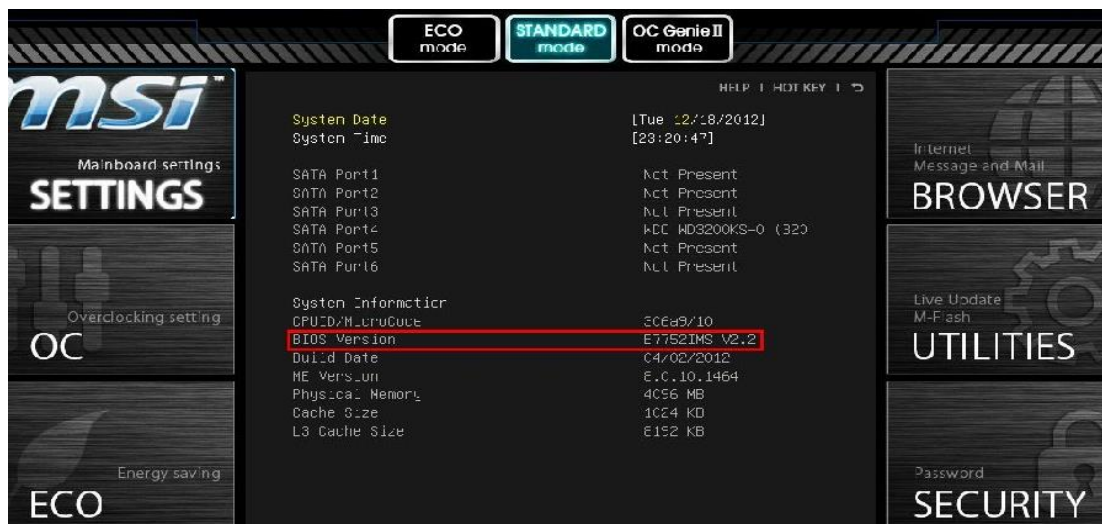 ECO mode
STANDARD mode
OC Genie II mode
msi™
Mainboard settings
SETTINGS
Overclocking setting
OC
Energy saving
ECO
HELP | HOT KEY |
System Date [Tue 12/18/2012]
System Time [23:20:47]
SATA Port1 Not Present
SATA Port2 Not Present
SATA Port3 Not Present
SATA Port4 WDC WD3200KS-0 (320
SATA Port5 Not Present
SATA Port6 Not Present
System Information
CPUID/MicroCode 306a9/10
BIOS Version E7752IMS V2.2
Build Date 04/02/2012
ME Version 8.0.10.1464
Physical Memory 4096 MB
Cache Size 1024 KB
L3 Cache Size 8192 KB
Internet
Message and Mail
BROWSER
Live Update
M-Flash
UTILITIES
Password
SECURITY